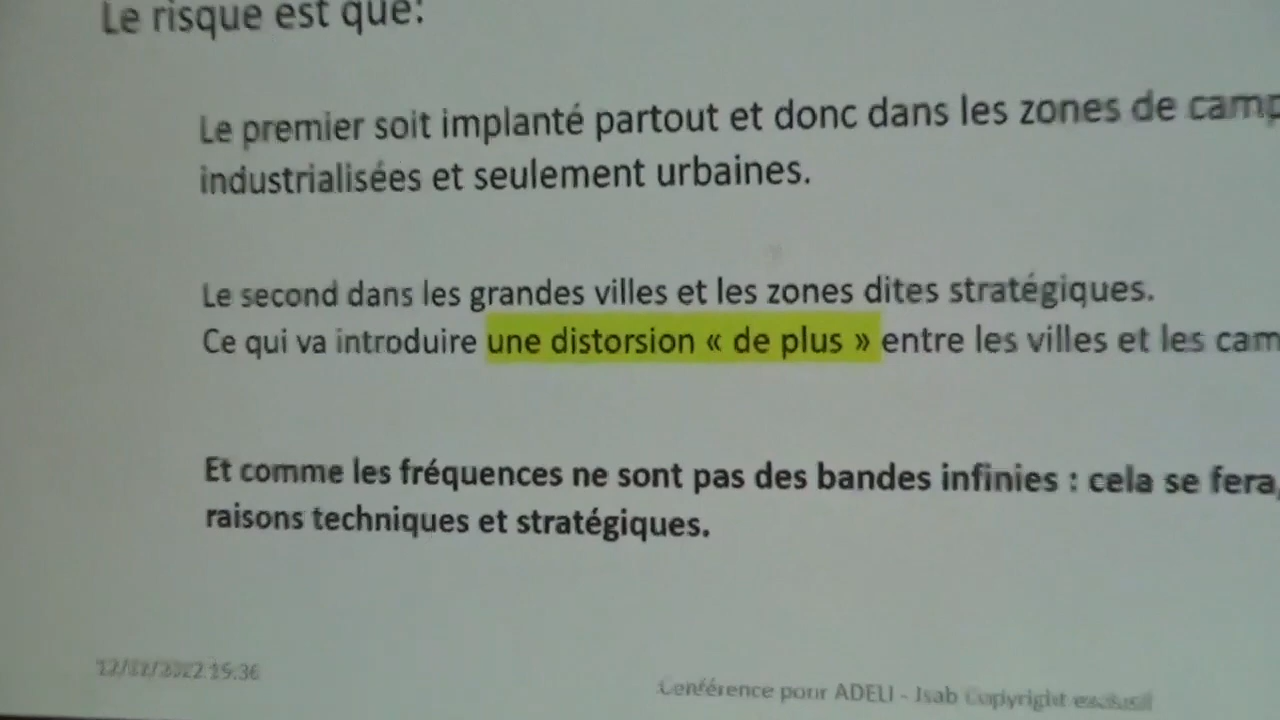 Le risque est que:
Le premier soit implanté partout et donc dans les zones de camp
industrialisées et seulement urbaines.
Le second dans les grandes villes et les zones dites stratégiques.
Ce qui va introduire une distorsion « de plus » entre les villes et les cam
Et comme les fréquences ne sont pas des bandes infinies : cela se fera,
raisons techniques et stratégiques.
Conférence pour ADELI - Isab Copyright